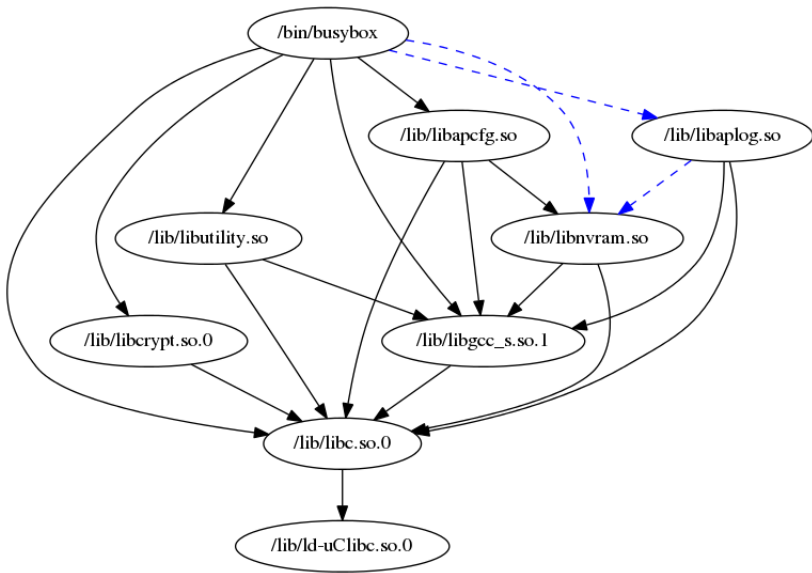 /bin/busybox
/lib/libapcfg.so
/lib/libaplog.so
/lib/libutility.so
/lib/libnvram.so
/lib/libcrypt.so.0
/lib/libgcc_s.so.1
/lib/libc.so.0
/lib/ld-uClibc.so.0